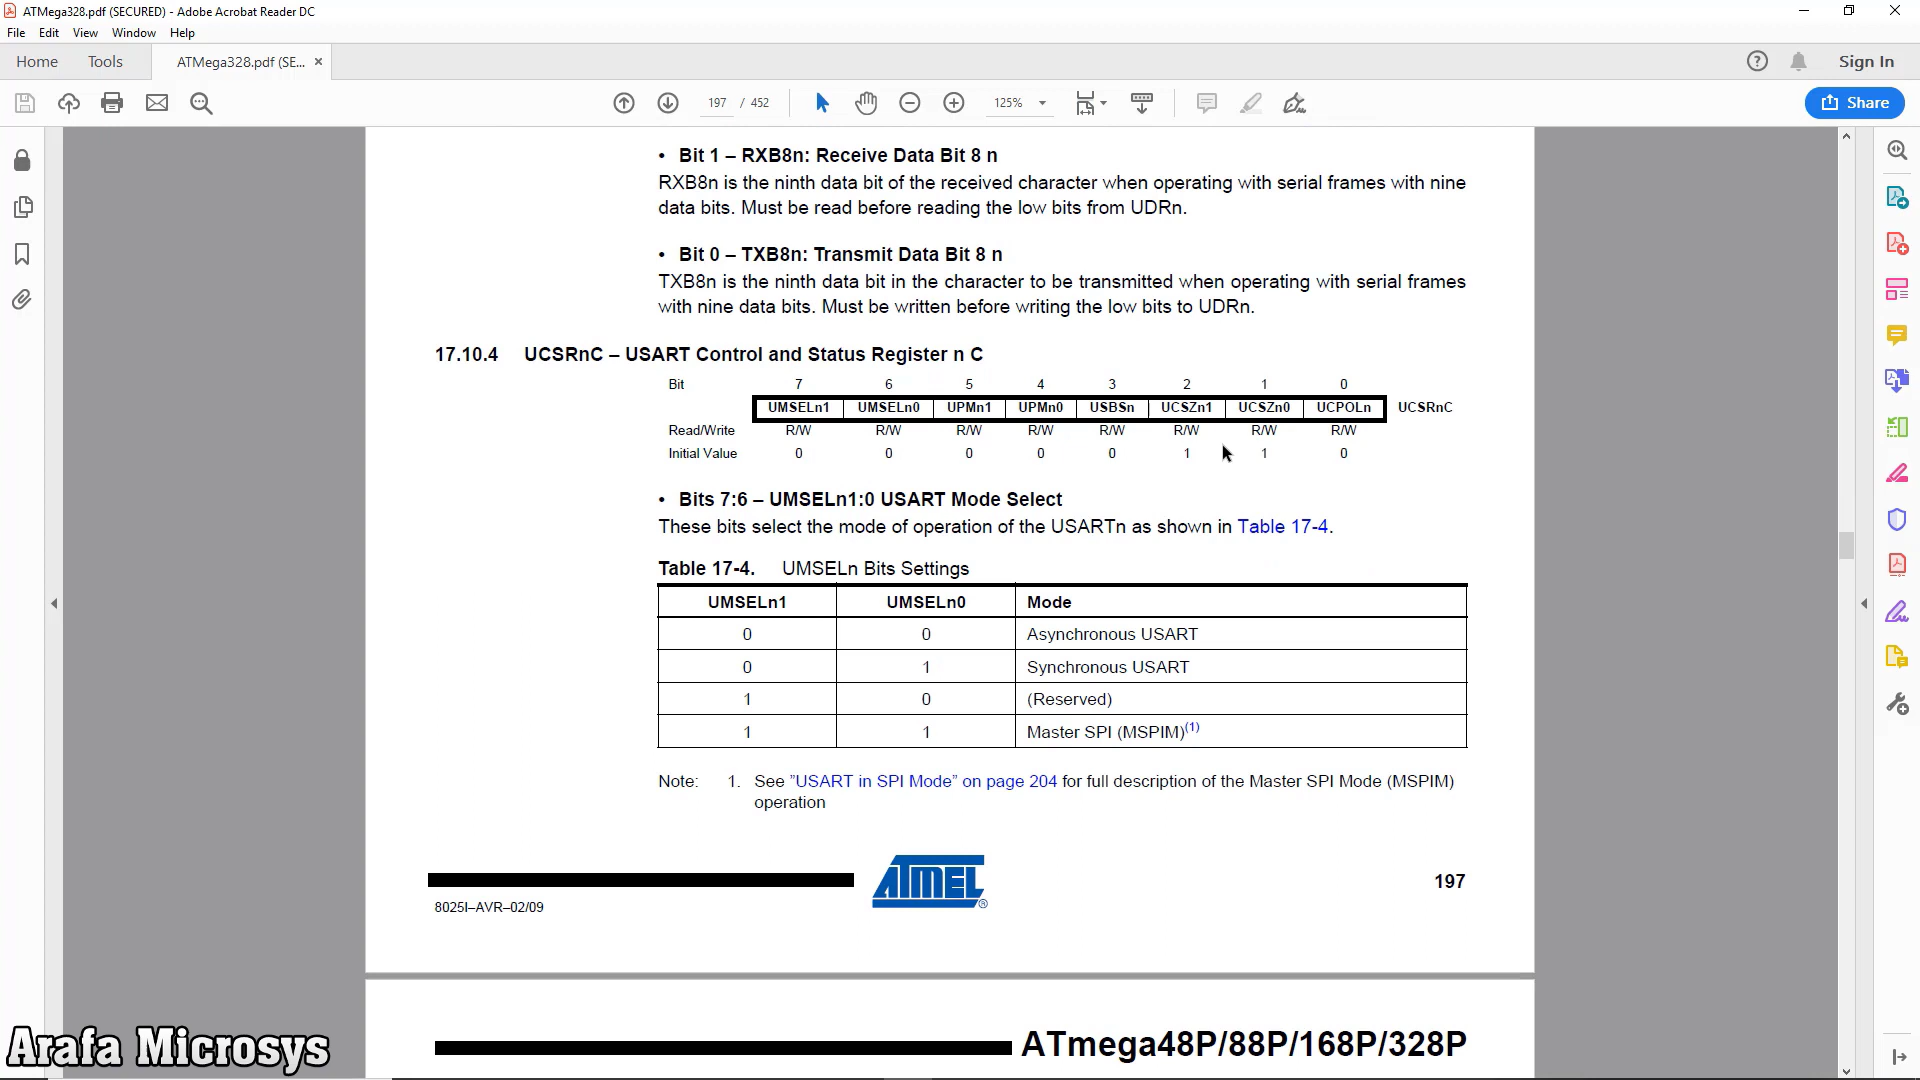 ATMega328.pdf (SECURED) - Adobe Acrobat Reader DC
File Edit View Window Help
Home Tools ATMega328.pdf (SE... × Sign In
197 / 452 125% Share
• Bit 1 – RXB8n: Receive Data Bit 8 n
RXB8n is the ninth data bit of the received character when operating with serial frames with nine
data bits. Must be read before reading the low bits from UDRn.
• Bit 0 – TXB8n: Transmit Data Bit 8 n
TXB8n is the ninth data bit in the character to be transmitted when operating with serial frames
with nine data bits. Must be written before writing the low bits to UDRn.
17.10.4 UCSRnC – USART Control and Status Register n C
Bit 7 6 5 4 3 2 1 0
UMSELn1 UMSELn0 UPMn1 UPMn0 USBSn UCSZn1 UCSZn0 UCPOLn UCSRnC
Read/Write R/W R/W R/W R/W R/W R/W R/W R/W
Initial Value 0 0 0 0 0 1 1 0
• Bits 7:6 – UMSELn1:0 USART Mode Select
These bits select the mode of operation of the USARTn as shown in Table 17-4.
Table 17-4. UMSELn Bits Settings
UMSELn1 UMSELn0 Mode
0 0 Asynchronous USART
0 1 Synchronous USART
1 0 (Reserved)
1 1 Master SPI (MSPIM)(1)
Note: 1. See ”USART in SPI Mode” on page 204 for full description of the Master SPI Mode (MSPIM)
operation
ATMEL®
197
8025I–AVR–02/09
ATmega48P/88P/168P/328P
Arafa Microsys